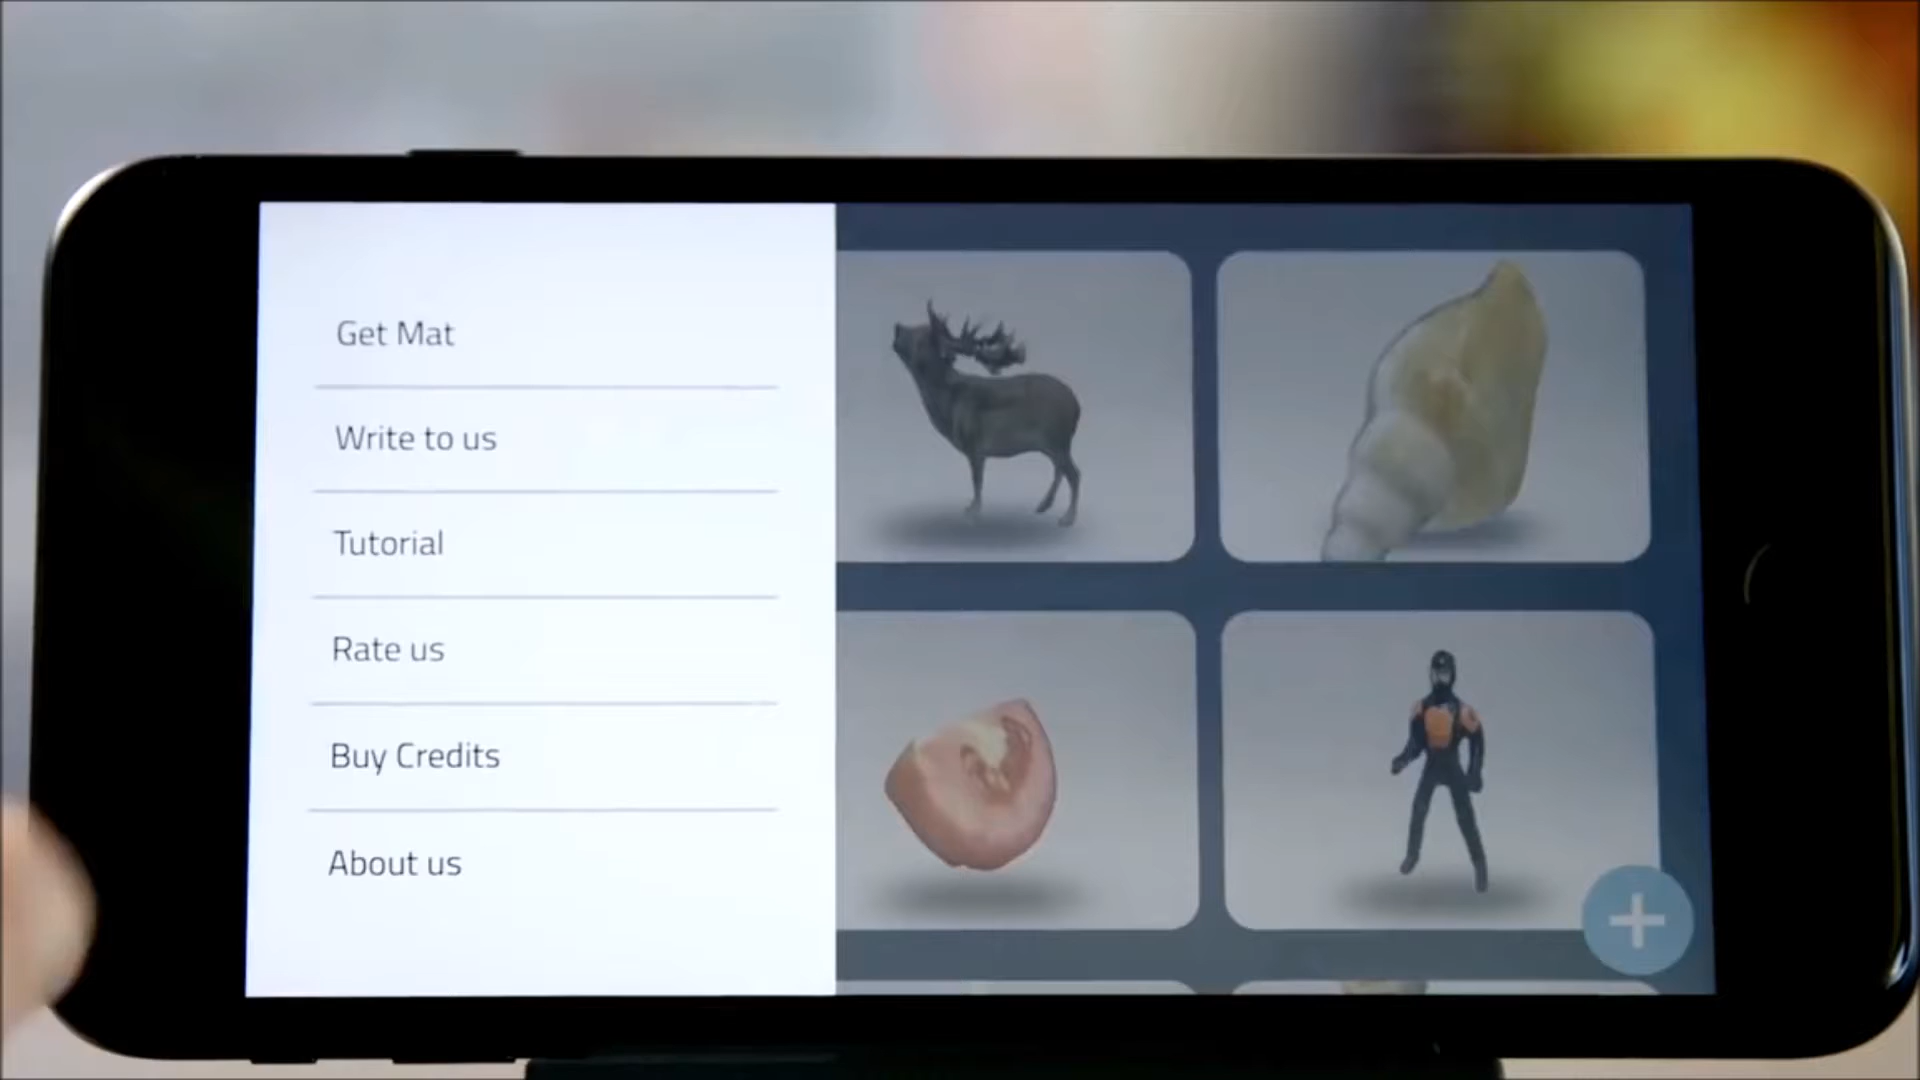 Get Mat
Write to us
Tutorial
Rate us
Buy Credits
About us